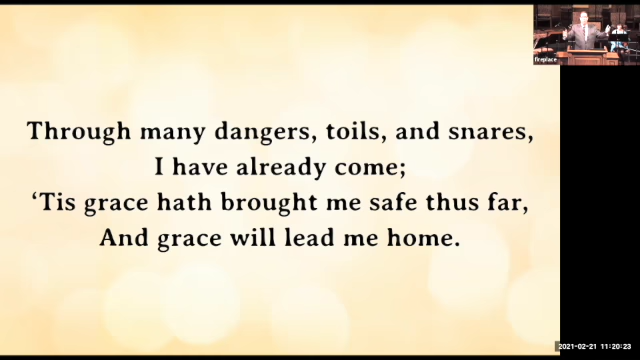 fireplace
Through many dangers, toils, and snares,
I have already come;
‘Tis grace hath brought me safe thus far,
And grace will lead me home.
2021-02-21 11:20:23